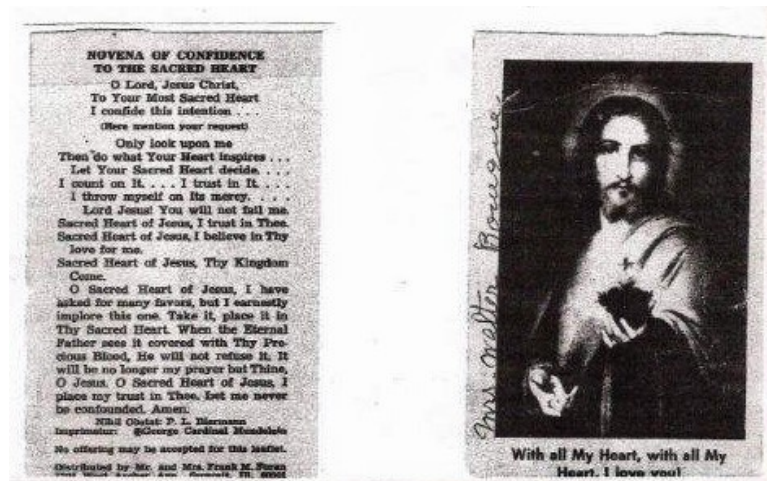 NOVENA OF CONFIDENCE
TO THE SACRED HEART
O Lord, Jesus Christ,
To Your Most Sacred Heart
I confide this intention . . .
(Here mention your request)
Only look upon me
Then do what Your Heart inspires . . .
Let Your Sacred Heart decide. . . .
I count on It. . . . I trust in It. . . .
I throw myself on Its mercy. . . .
Lord Jesus! You will not fail me.
Sacred Heart of Jesus, I trust in Thee.
Sacred Heart of Jesus, I believe in Thy
love for me.
Sacred Heart of Jesus, Thy Kingdom
Come.
O Sacred Heart of Jesus, I have
asked for many favors, but I earnestly
implore this one. Take it, place it in
Thy Sacred Heart. When the Eternal
Father sees it covered with Thy Pre-
cious Blood, He will not refuse it. It
will be no longer my prayer but Thine,
O Jesus. O Sacred Heart of Jesus, I
place my trust in Thee. Let me never
be confounded. Amen.
Nihil Obstat: P. L. Biermann
Imprimatur: George Cardinal Mundelein
No offering may be accepted for this leaflet.
Distributed by Mr. and Mrs. Frank M.
Mrs. Walter
With all My Heart, with all My
Heart, I love you!